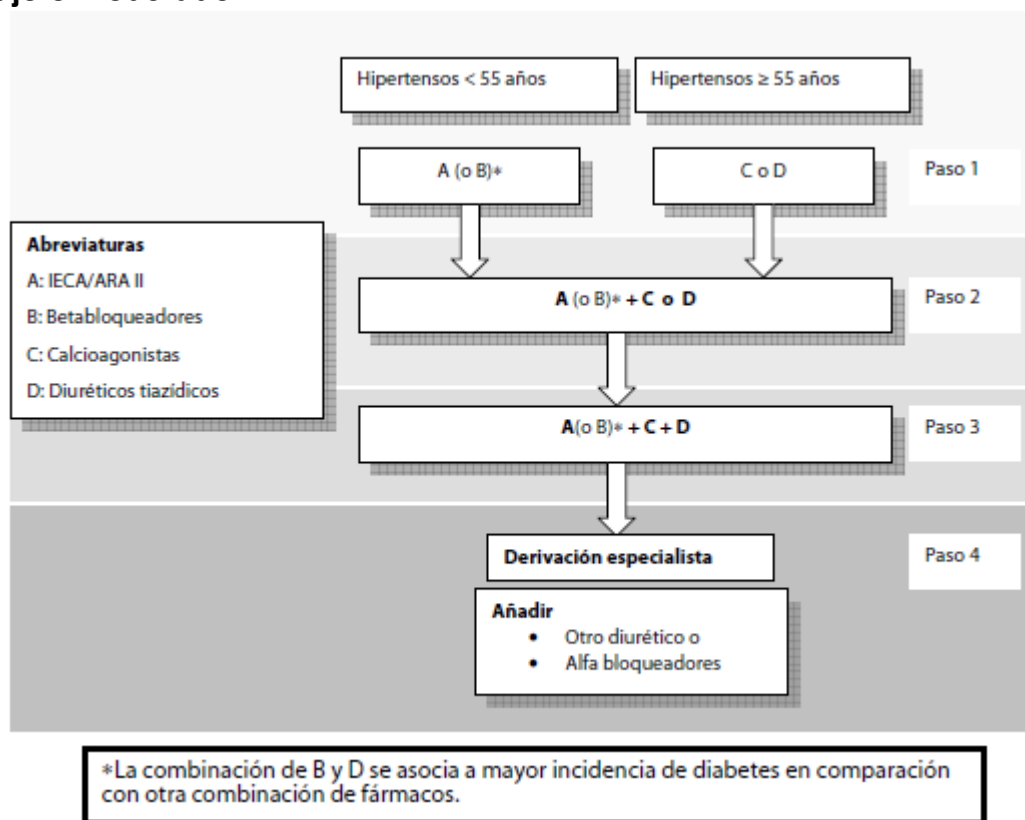 Hipertensos < 55 años
Hipertensos ≥ 55 años
A (o B)*
C o D
Paso 1
Abreviaturas
A: IECA/ARA II
B: Betabloqueadores
C: Calcioagonistas
D: Diuréticos tiazídicos
A (o B)* + C o D
Paso 2
A(o B)* + C + D
Paso 3
Derivación especialista
Paso 4
Añadir
• Otro diurético o
• Alfa bloqueadores
*La combinación de B y D se asocia a mayor incidencia de diabetes en comparación
con otra combinación de fármacos.